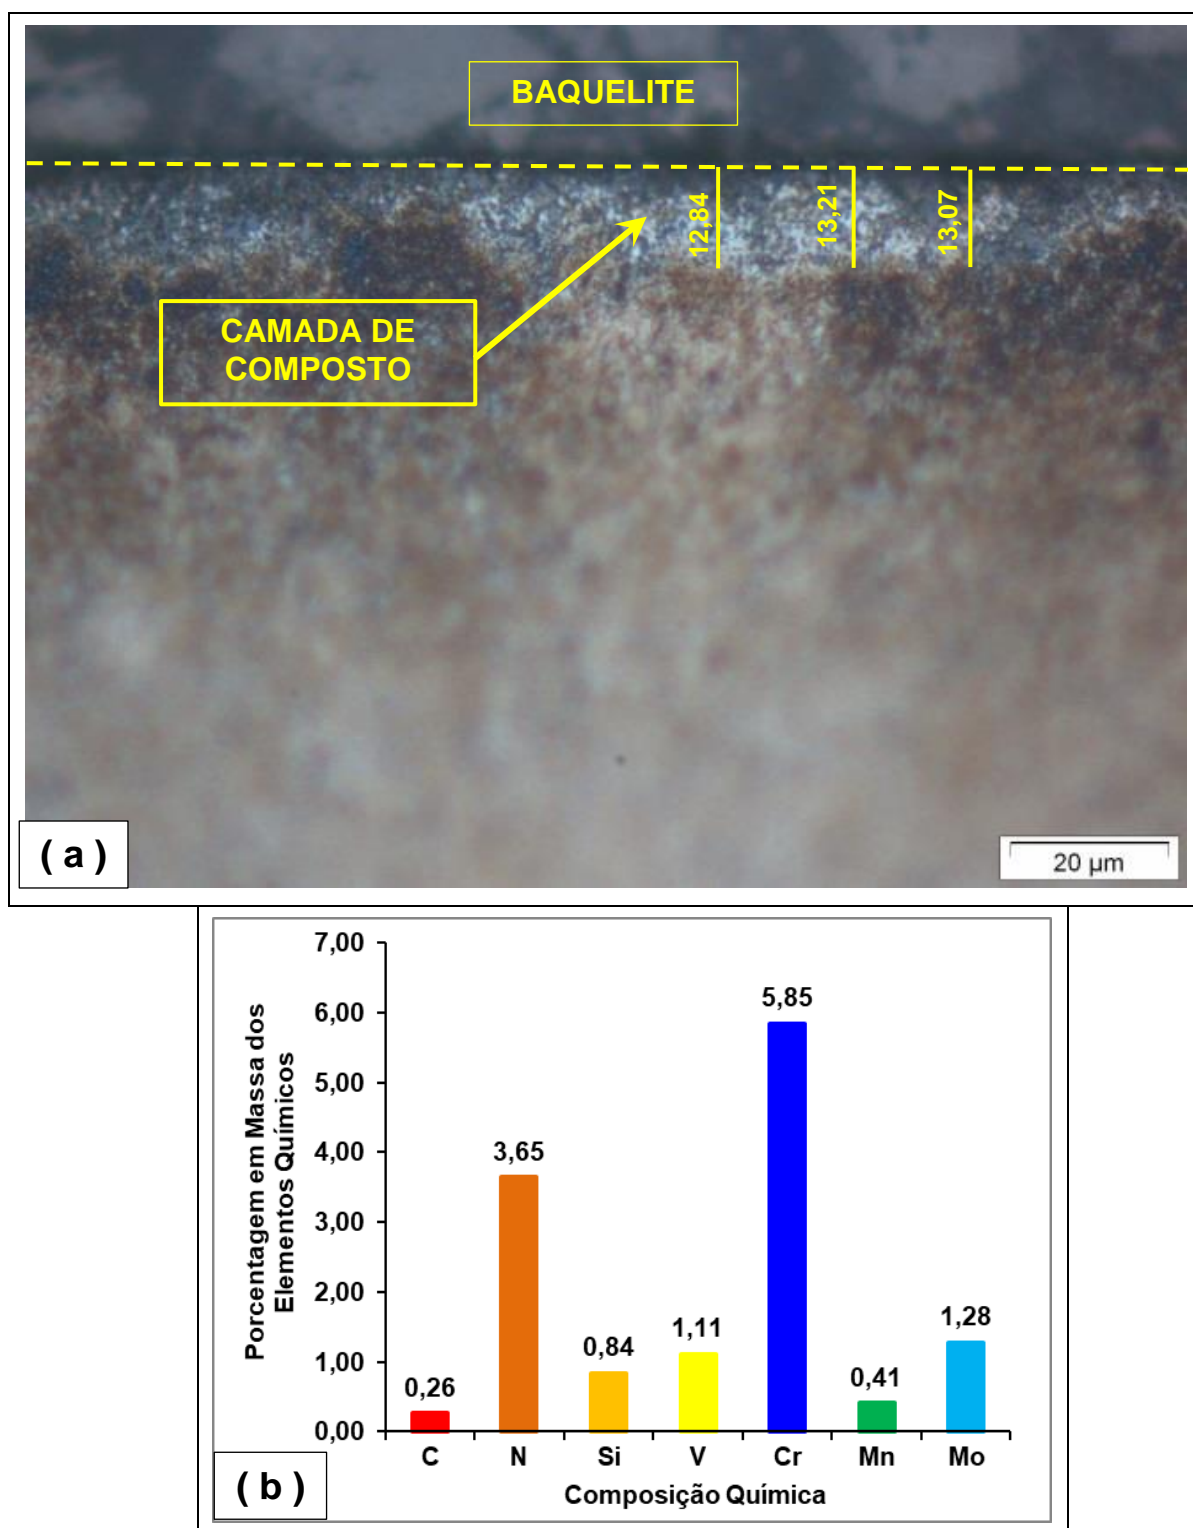 BAQUELITE
12,84
13,21
13,07
CAMADA DE
COMPOSTO
( a )
20 µm
7,00
6,00
5,00
4,00
3,00
2,00
1,00
0,00
Porcentagem em Massa dos
Elementos Químicos
0,26
3,65
0,84
1,11
5,85
0,41
1,28
C N Si V Cr Mn Mo
Composição Química
( b )